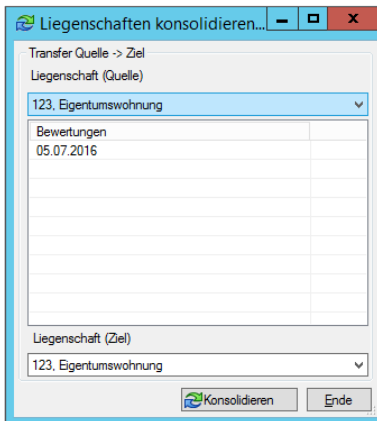 Liegenschaften konsolidieren...
Transfer Quelle -> Ziel
Liegenschaft (Quelle)
123, Eigentumswohnung
Bewertungen
05.07.2016
Liegenschaft (Ziel)
123, Eigentumswohnung
Konsolidieren Ende